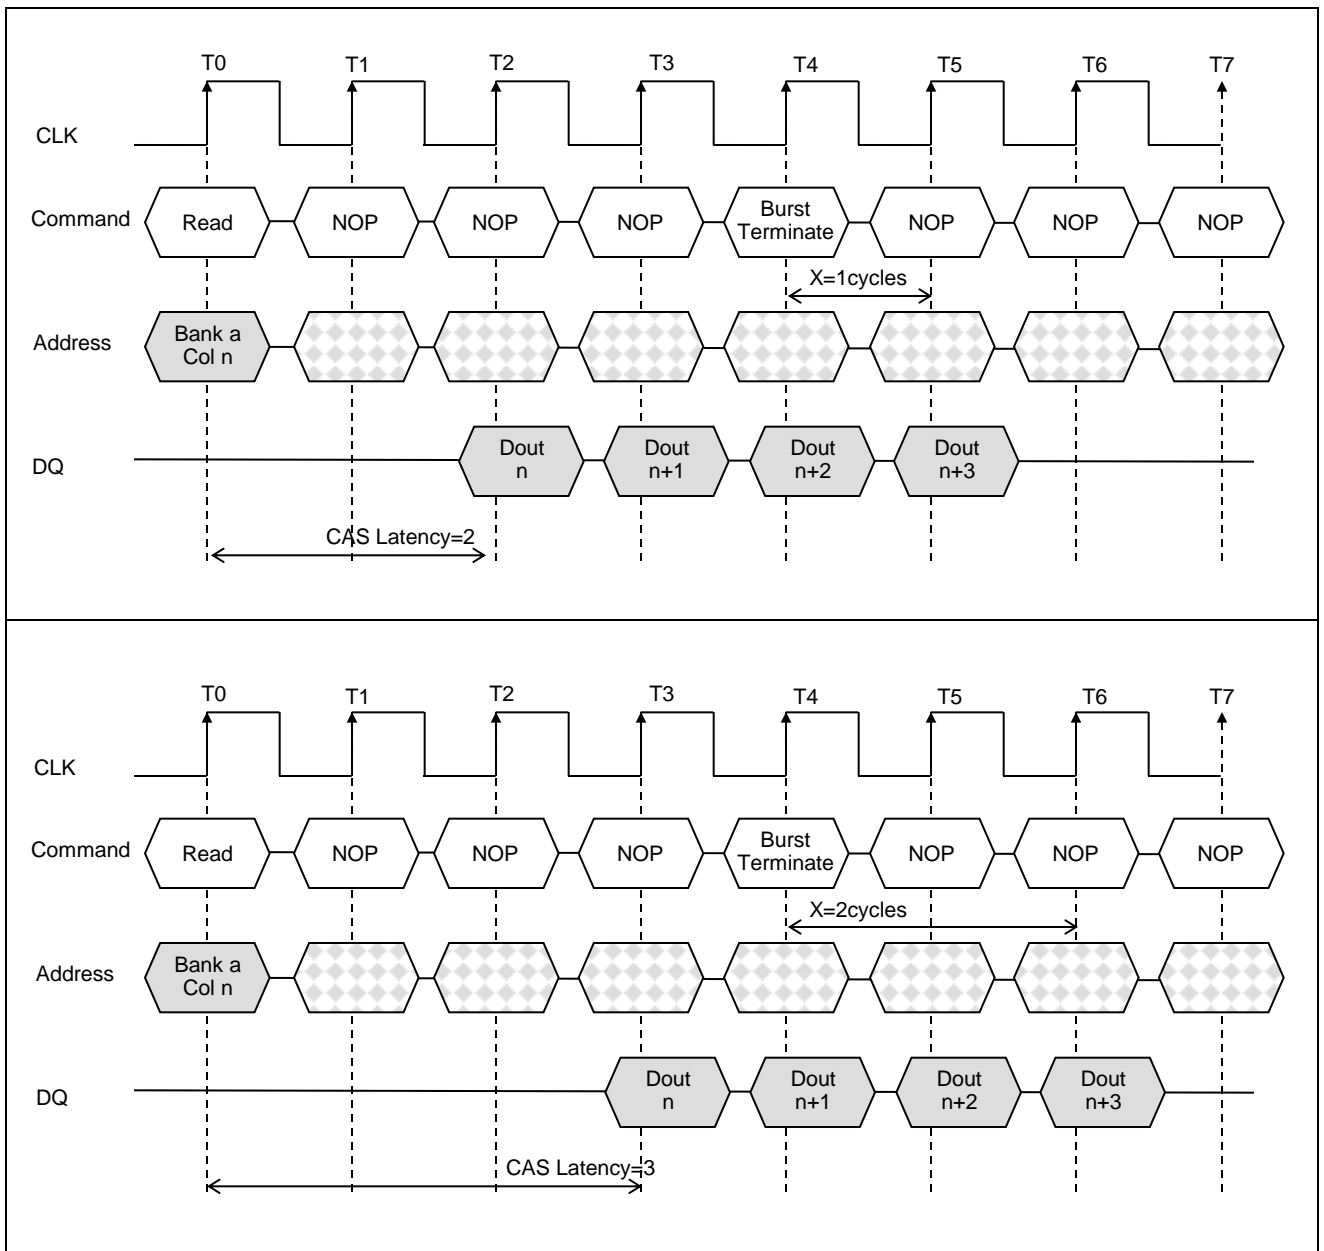 T0 T1 T2 T3 T4 T5 T6 T7
CLK
Command Read NOP NOP NOP Burst Terminate NOP NOP NOP
X=1cycles
Address Bank a Col n
DQ Dout n Dout n+1 Dout n+2 Dout n+3
CAS Latency=2
T0 T1 T2 T3 T4 T5 T6 T7
CLK
Command Read NOP NOP NOP Burst Terminate NOP NOP NOP
X=2cycles
Address Bank a Col n
DQ Dout n Dout n+1 Dout n+2 Dout n+3
CAS Latency=3